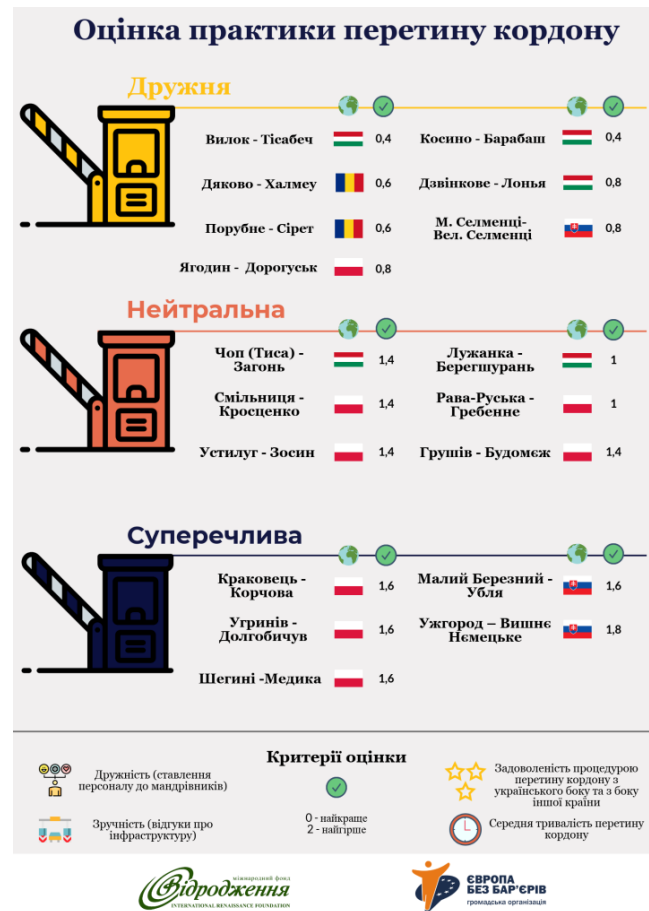 Оцінка практики перетину кордону
Дружня
Вилок - Тісабеч 0,4
Косино - Барабаш 0,4
Дяково - Халмеу 0,6
Дзвінкове - Лонья 0,8
Порубне - Сірет 0,6
М. Селменці-
Вел. Селменці 0,8
Ягодин - Дорогуськ 0,8
Нейтральна
Чоп (Тиса) -
Загонь 1,4
Лужанка -
Берегшурань 1
Смільниця -
Кросценко 1,4
Рава-Руська -
Гребенне 1
Устилуг - Зосин 1,4
Грушів - Будомєж 1,4
Суперечлива
Краковець -
Корчова 1,6
Малий Березний -
Убля 1,6
Угринів -
Долгобичув 1,6
Ужгород – Вишнє
Нємецьке 1,8
Шегині -Медика 1,6
Критерії оцінки
Дружність (ставлення
персоналу до мандрівників)
Зручність (відгуки про
інфраструктуру)
0 - найкраще
2 - найгірше
Задоволеність процедурою
перетину кордону з
українського боку та з боку
іншої країни
Середня тривалість перетину
кордону
міжнародний фонд
Відродження
INTERNATIONAL RENAISSANCE FOUNDATION
ЄВРОПА
БЕЗ БАР'ЄРІВ
громадська організація